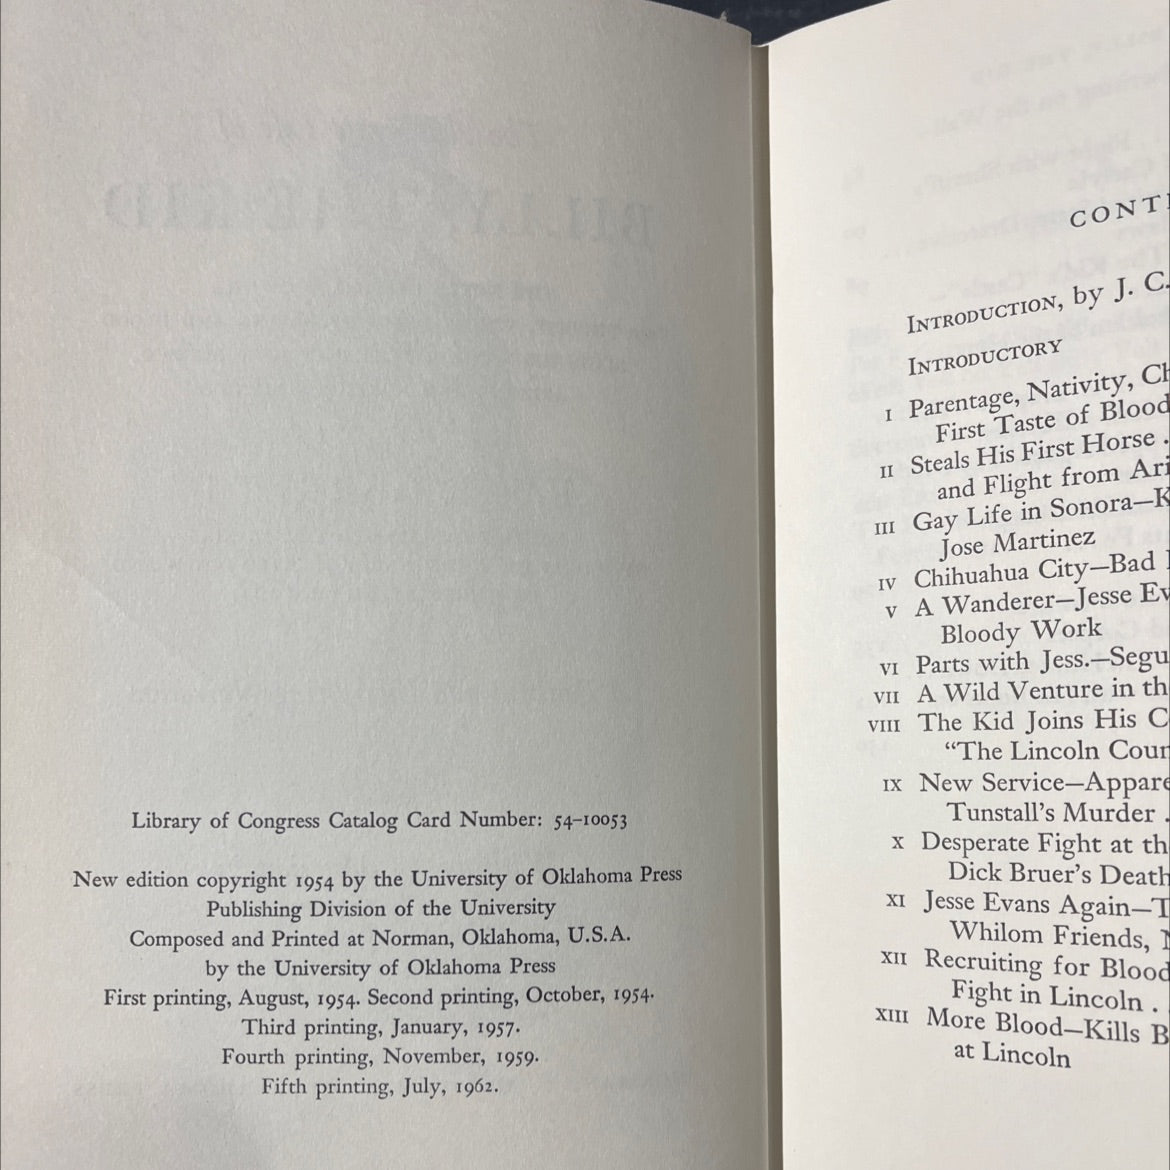 Library of Congress Catalog Card Number: 54-10053
New edition copyright 1954 by the University of Oklahoma Press
Publishing Division of the University
Composed and Printed at Norman, Oklahoma, U.S.A.
by the University of Oklahoma Press
First printing, August, 1954. Second printing, October, 1954.
Third printing, January, 1957.
Fourth printing, November, 1959.
Fifth printing, July, 1962.
CONT
INTRODUCTION, by J. C.
INTRODUCTORY
I Parentage, Nativity, Ch
First Taste of Blood
II Steals His First Horse .
and Flight from Ari
III Gay Life in Sonora—K
Jose Martinez
IV Chihuahua City—Bad
V A Wanderer—Jesse Ev
Bloody Work
VI Parts with Jess.—Segu
VII A Wild Venture in th
VIII The Kid Joins His C
"The Lincoln Coun
IX New Service—Appare
Tunstall's Murder .
X Desperate Fight at th
Dick Bruer's Death
XI Jesse Evans Again—T
Whilom Friends,
XII Recruiting for Blood
Fight in Lincoln .
XIII More Blood—Kills B
at Lincoln